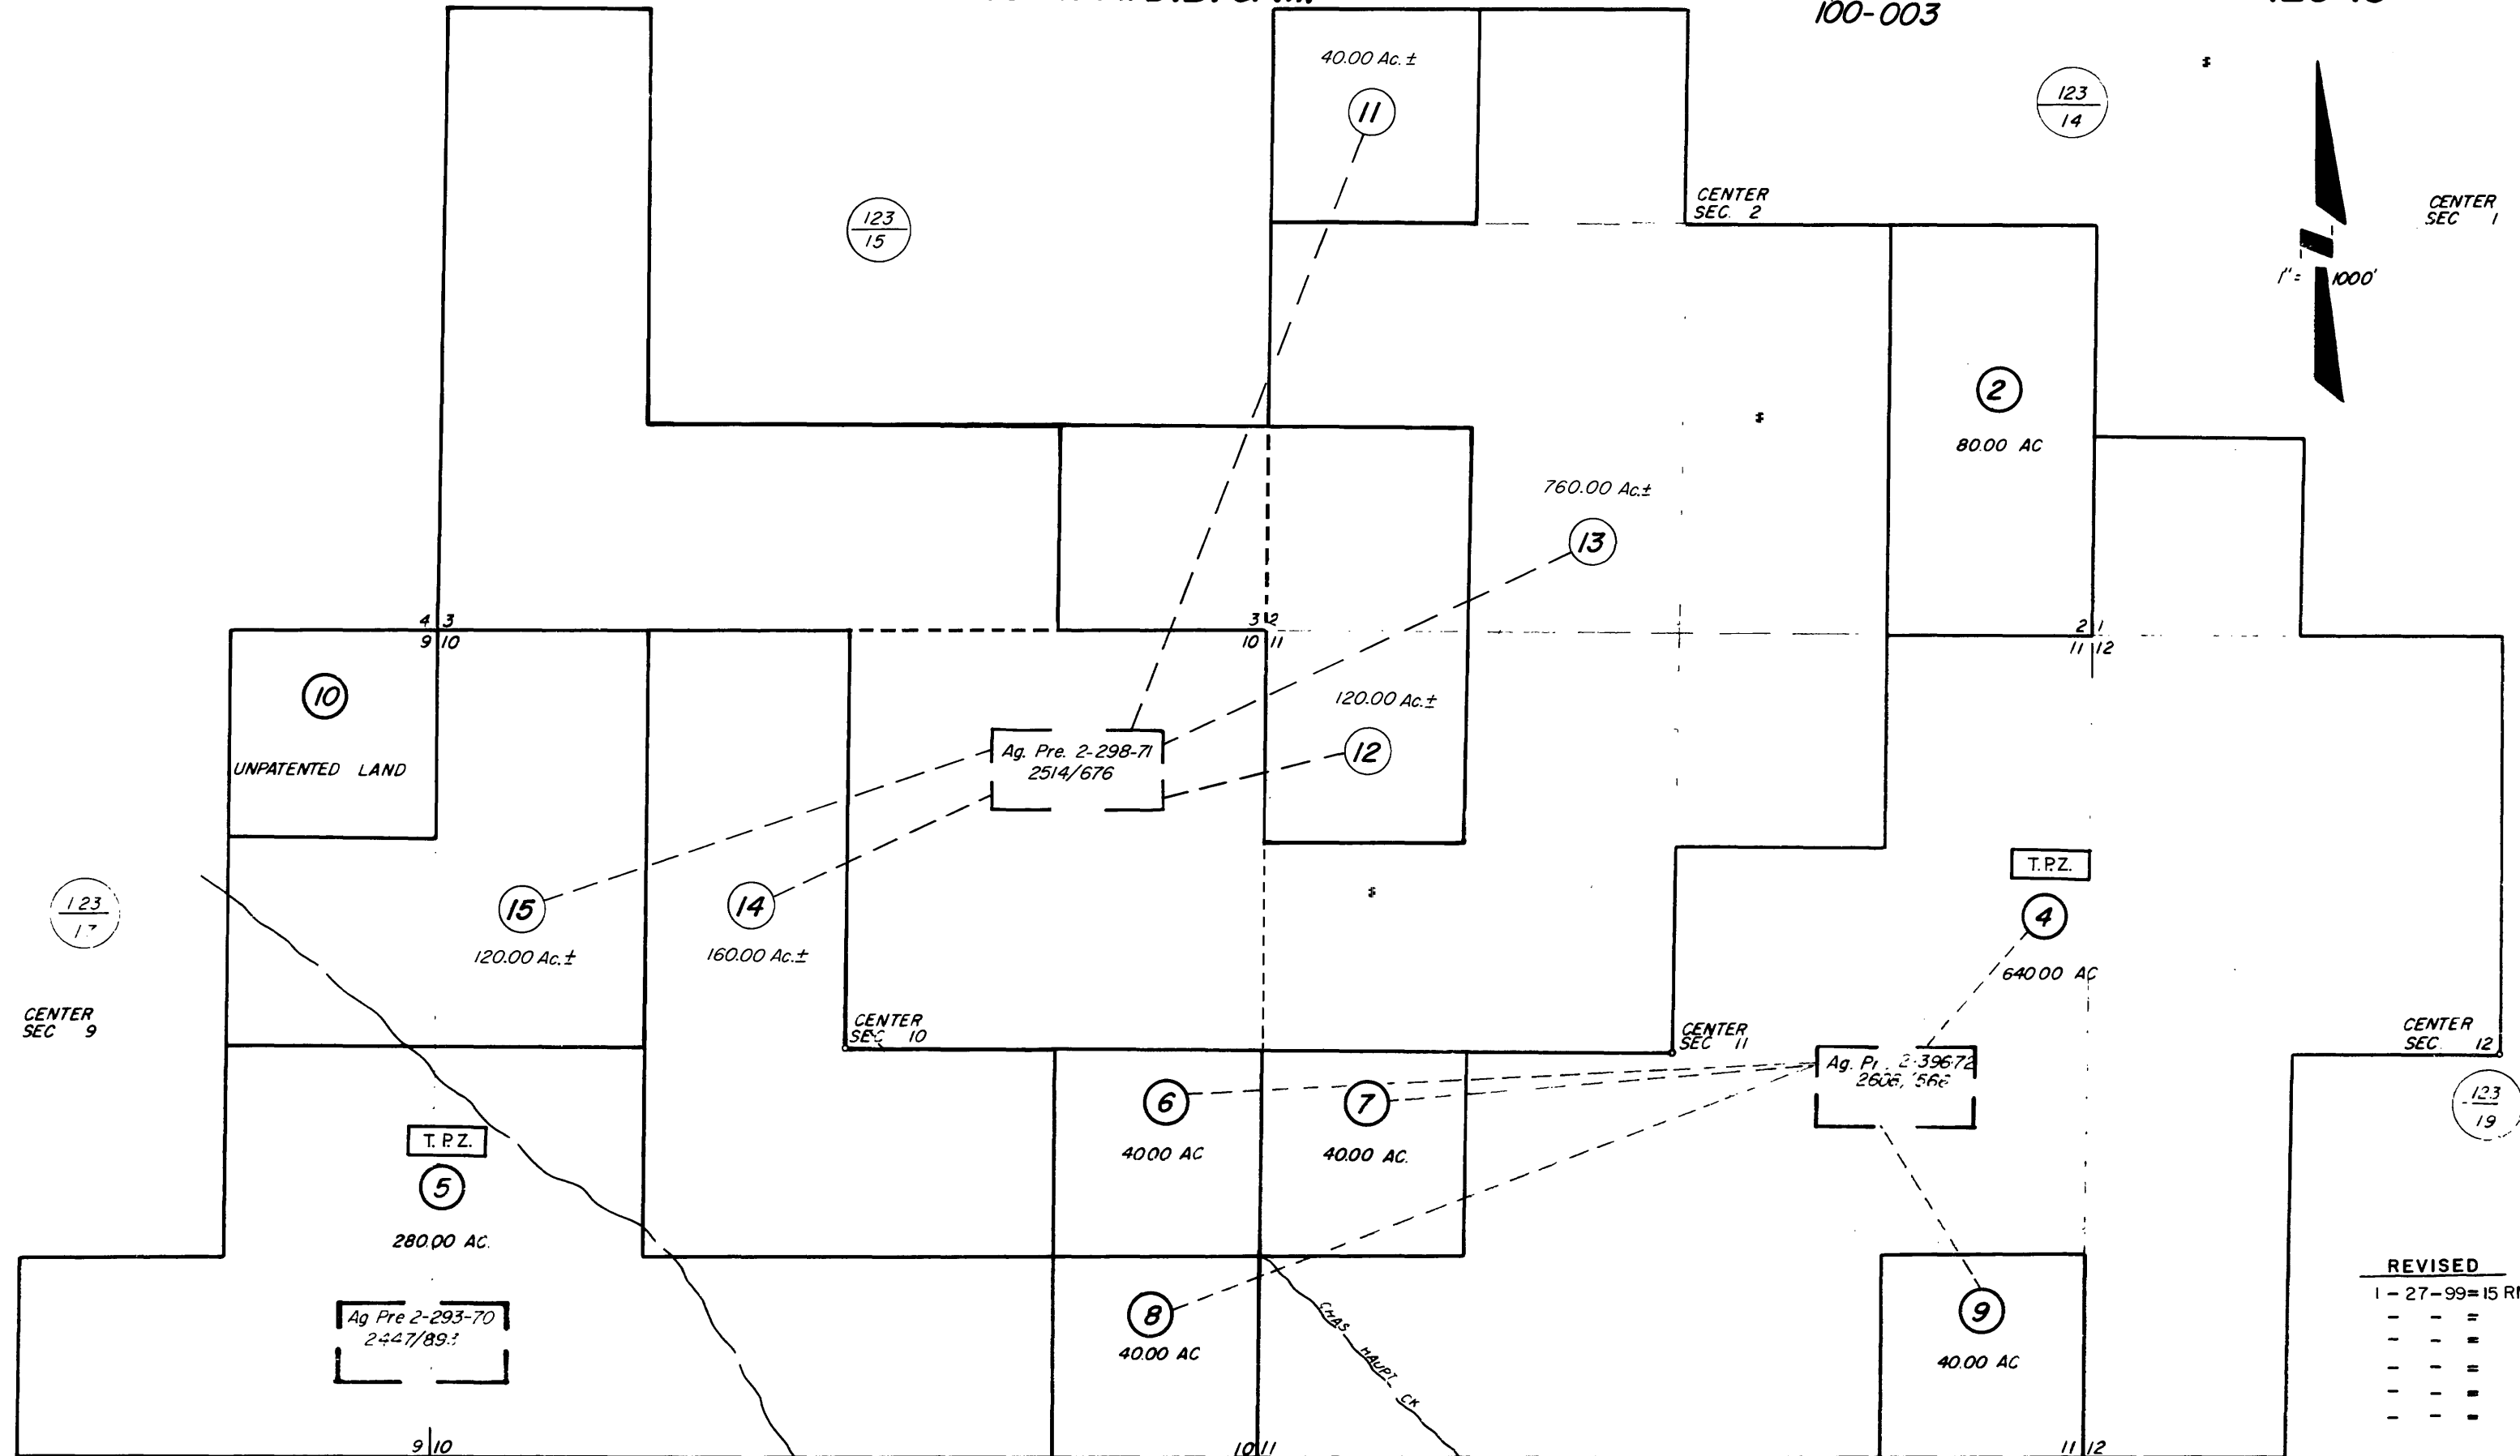 100-003
40.00 Ac. ±
11
123
14
123
15
CENTER
SEC. 2
CENTER
SEC 1
1" = 1000'
2
80.00 AC
760.00 Ac.±
13
4 3
9 10
3 2
10 11
2 1
11 12
10
UNPATENTED LAND
120.00 Ac.±
12
Ag. Pre. 2-298-71
2514/676
T.P.Z.
4
640.00 AC
123
17
15
120.00 Ac.±
14
160.00 Ac.±
CENTER
SEC 9
CENTER
SEC 10
CENTER
SEC 11
CENTER
SEC. 12
Ag. 2-396-72
6
40.00 AC
7
40.00 AC.
123
19
T.P.Z.
5
280.00 AC.
Ag Pre 2-293-70
8
40.00 AC
CHAS HAUPT CK
9
40.00 AC
REVISED
1-27-99=15
- - =
- - =
- - =
- - =
- - =
9 10
10 11
11 12